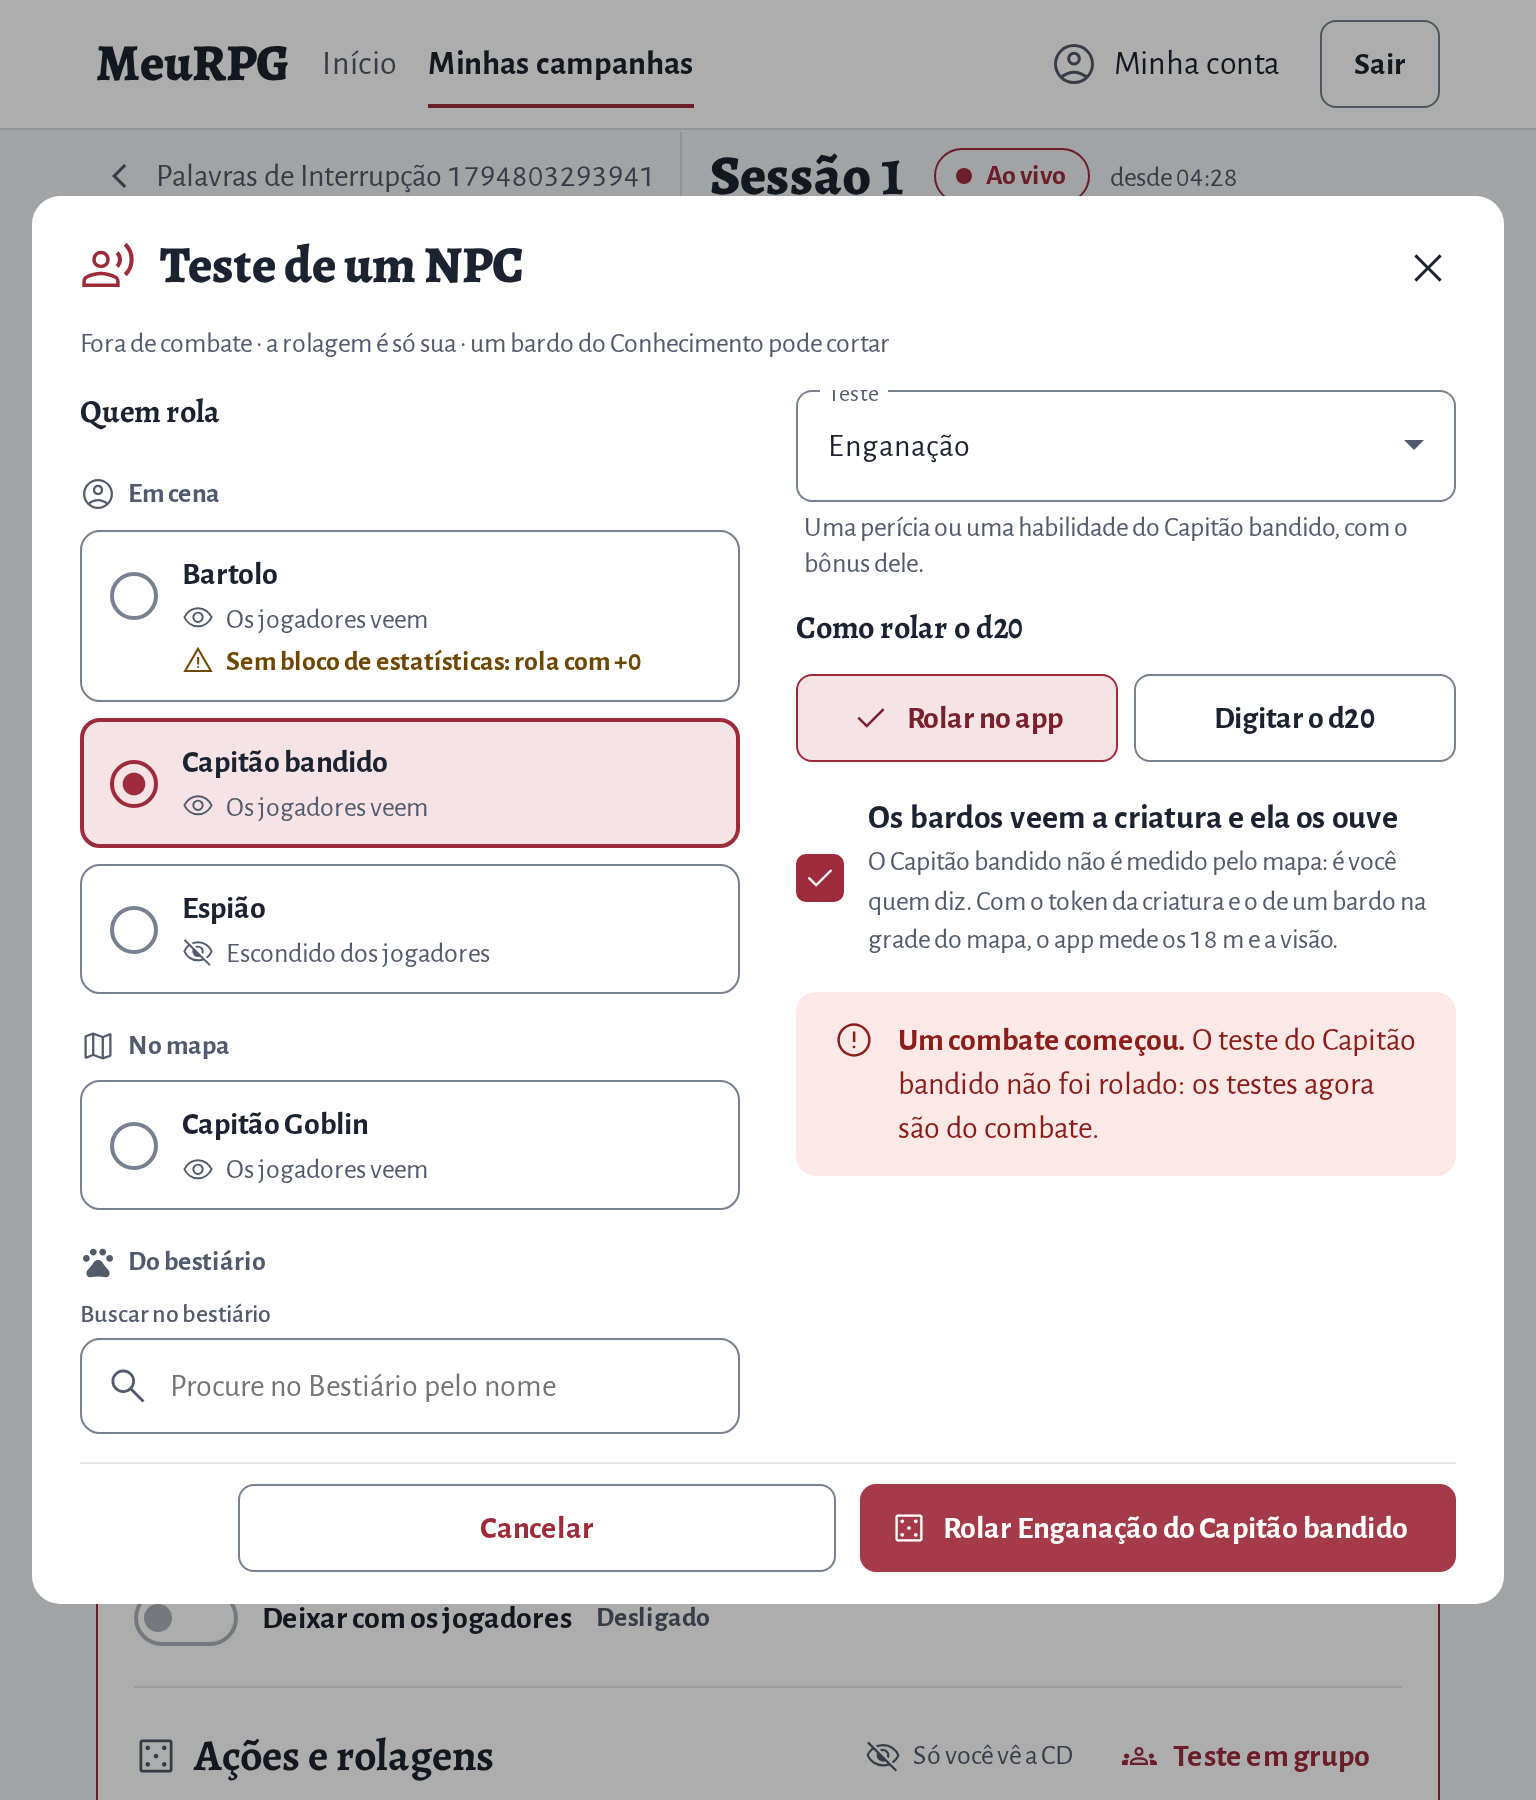 MeuRPG
Início
Minhas campanhas
Minha conta
Sair
Palavras de Interrupção 1794803293941
Sessão 1
Ao vivo
desde 04:28
Teste de um NPC
Fora de combate · a rolagem é só sua · um bardo do Conhecimento pode cortar
Quem rola
Em cena
Bartolo
Os jogadores veem
Sem bloco de estatísticas: rola com +0
Capitão bandido
Os jogadores veem
Espião
Escondido dos jogadores
No mapa
Capitão Goblin
Os jogadores veem
Do bestiário
Buscar no bestiário
Procure no Bestiário pelo nome
Teste
Enganação
Uma perícia ou uma habilidade do Capitão bandido, com o
bônus dele.
Como rolar o d20
Rolar no app
Digitar o d20
Os bardos veem a criatura e ela os ouve
O Capitão bandido não é medido pelo mapa: é você
quem diz. Com o token da criatura e o de um bardo na
grade do mapa, o app mede os 18 m e a visão.
Um combate começou. O teste do Capitão
bandido não foi rolado: os testes agora
são do combate.
Cancelar
Rolar Enganação do Capitão bandido
Deixar com os jogadores
Desligado
Ações e rolagens
Só você vê a CD
Teste em grupo